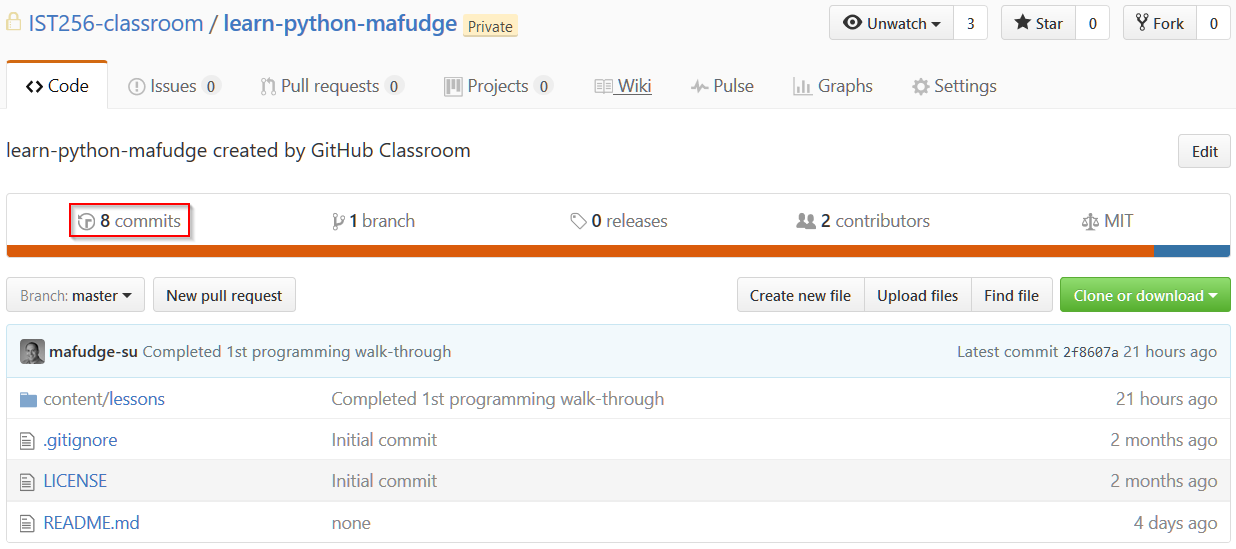 IST256-classroom / learn-python-mafudge Private Unwatch 3 Star 0 Fork 0
Code Issues 0 Pull requests 0 Projects 0 Wiki Pulse Graphs Settings
learn-python-mafudge created by GitHub Classroom Edit
8 commits 1 branch 0 releases 2 contributors MIT
Branch: master New pull request Create new file Upload files Find file Clone or download
mafudge-su Completed 1st programming walk-through Latest commit 2f8607a 21 hours ago
content/lessons Completed 1st programming walk-through 21 hours ago
.gitignore Initial commit 2 months ago
LICENSE Initial commit 2 months ago
README.md none 4 days ago